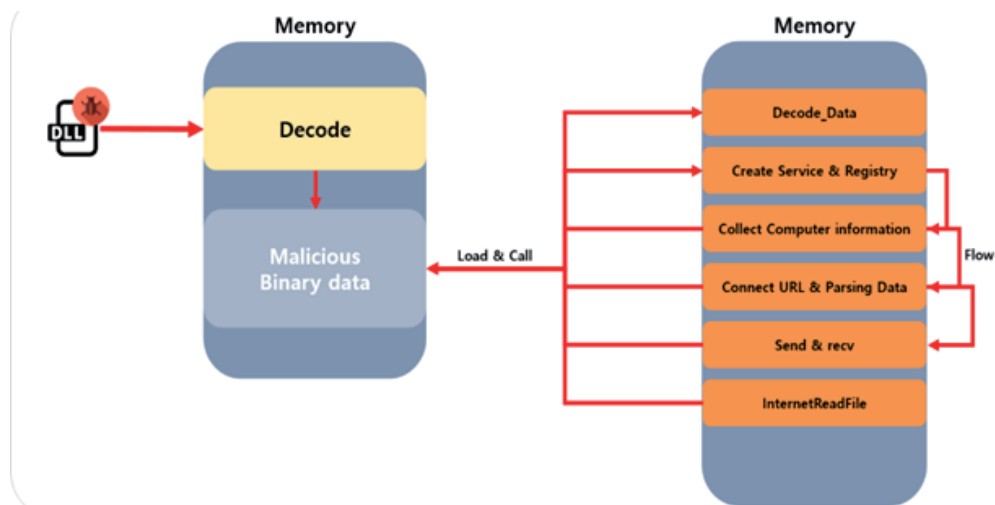 Memory
Memory
DLL
Decode
Decode_Data
Create Service & Registry
Malicious
Binary data
Load & Call
Collect Computer information
Flow
Connect URL & Parsing Data
Send & recv
InternetReadFile